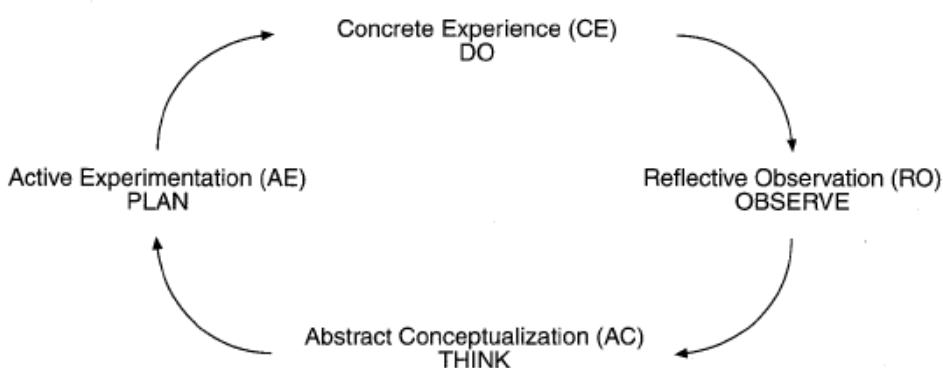 Concrete Experience (CE)
DO
Active Experimentation (AE)
PLAN
Reflective Observation (RO)
OBSERVE
Abstract Conceptualization (AC)
THINK